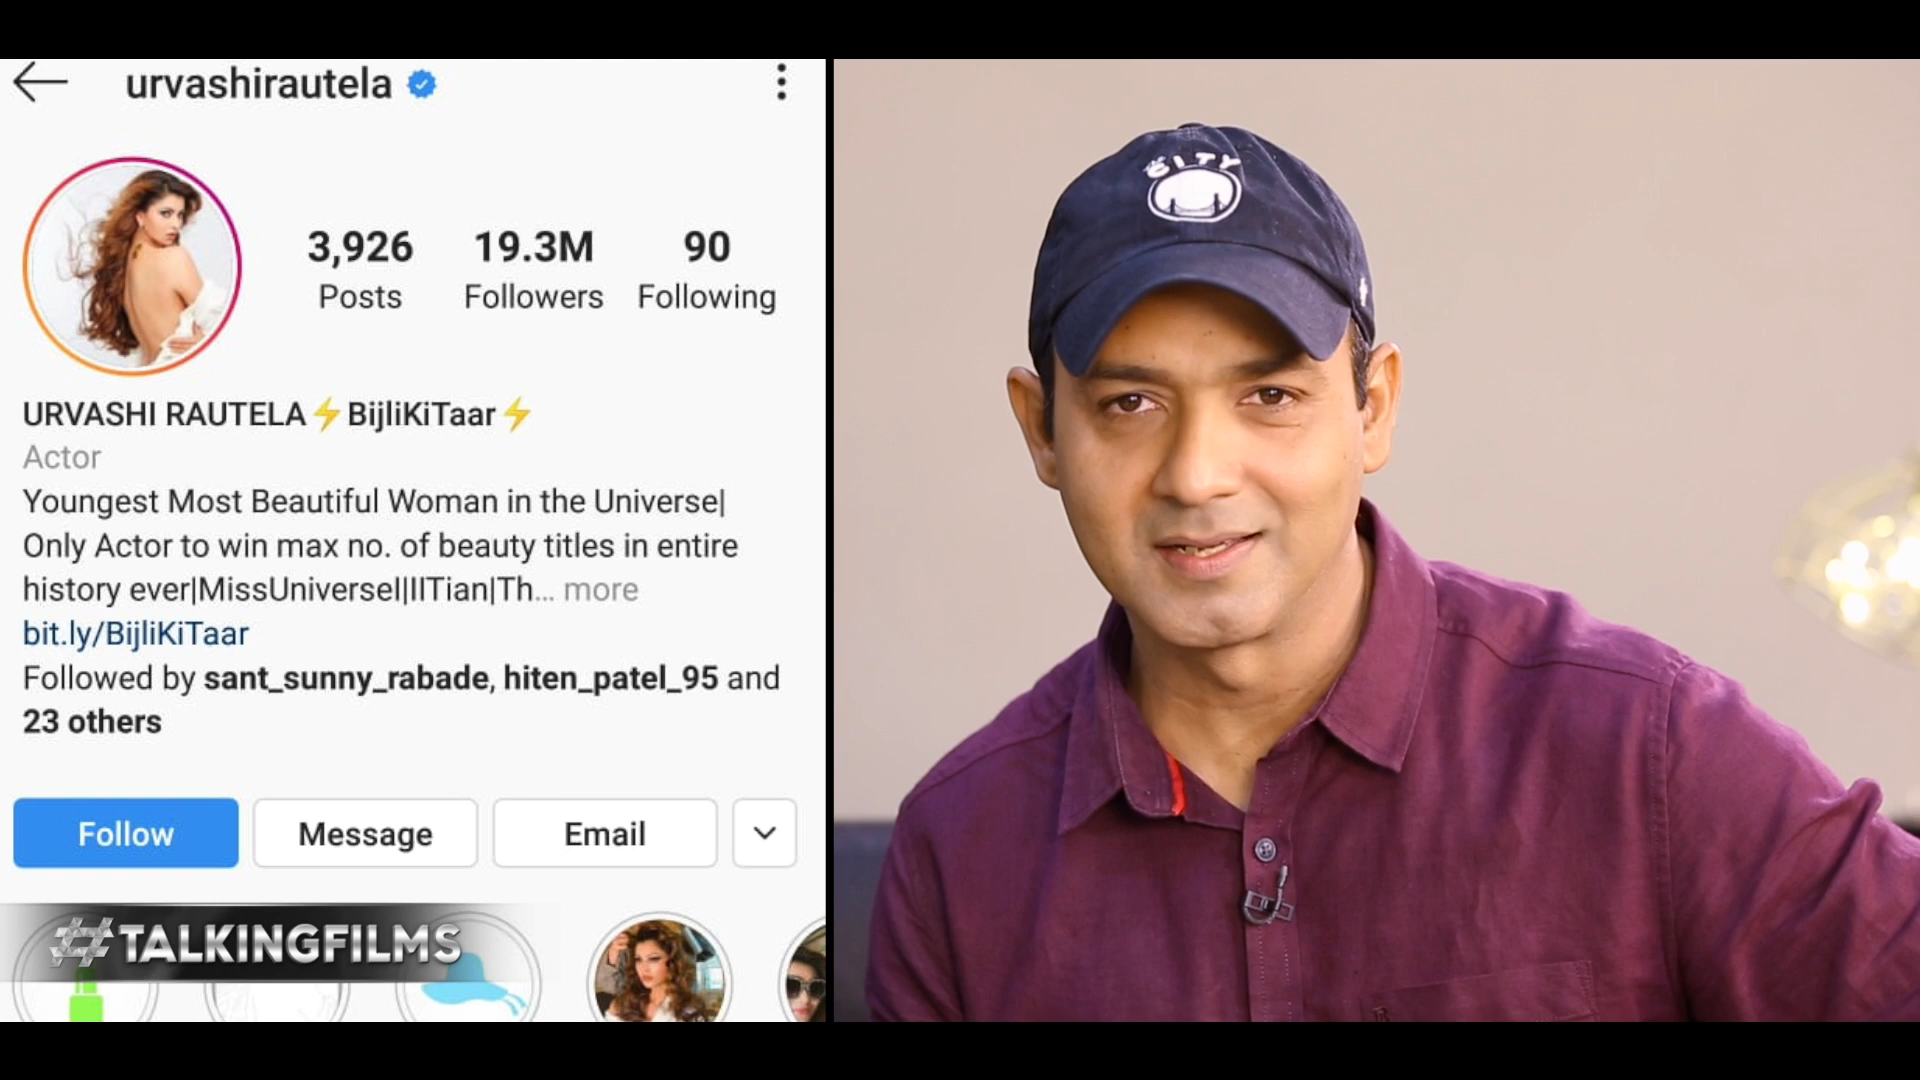 urvashirautela
3,926
Posts
19.3M
Followers
90
Following
URVASHI RAUTELA⚡BijliKiTaar⚡
Actor
Youngest Most Beautiful Woman in the Universe|
Only Actor to win max no. of beauty titles in entire
history ever|MissUniverseI|IITian|Th... more
bit.ly/BijliKiTaar
Followed by sant_sunny_rabade, hiten_patel_95 and
23 others
Follow
Message
Email
#TALKINGFILMS
CITY